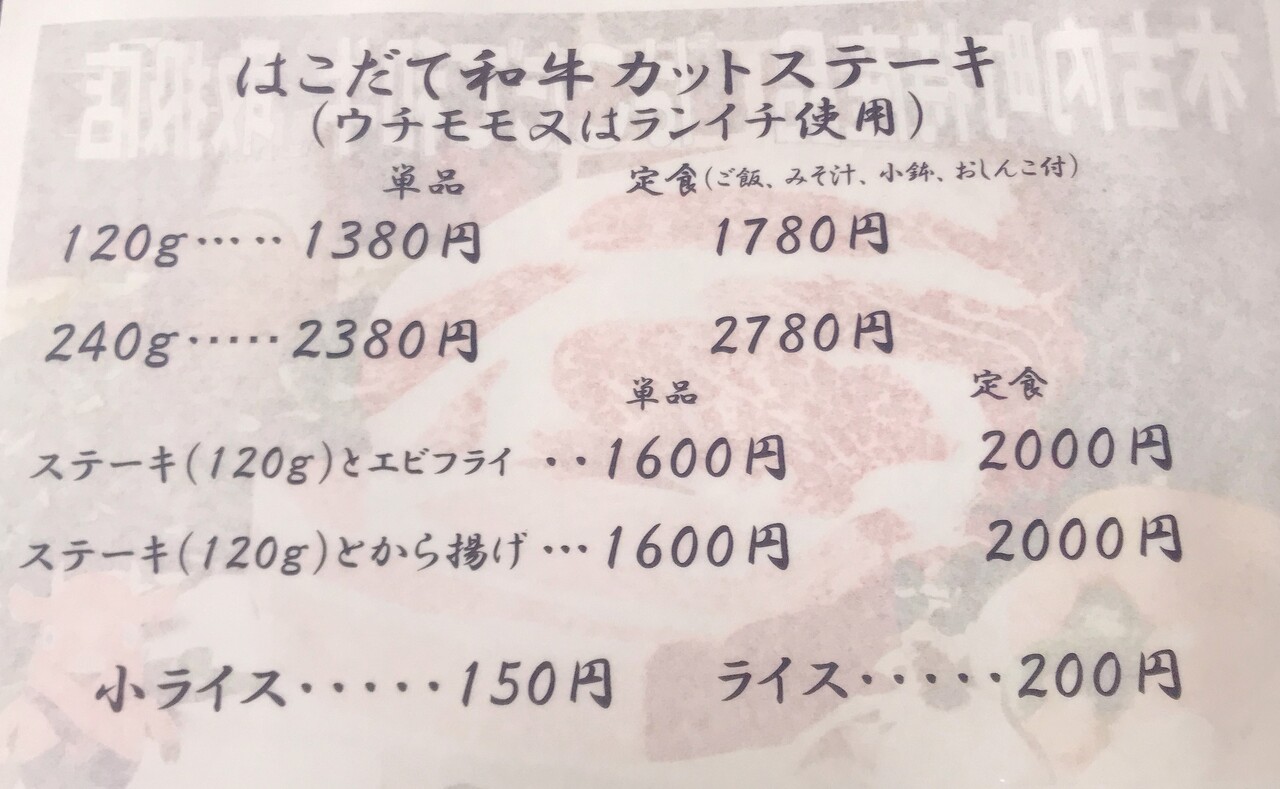 はこだて和牛カットステーキ
(ウチモモ又はランイチ使用)
単品 定食(ご飯、みそ汁、小鉢、おしんこ付)
120g‥‥‥1380円 1780円
240g・・・・・2380円 2780円
単品 定食
ステーキ(120g)とエビフライ ・・1600円 2000円
ステーキ(120g)とから揚げ・・・1600円 2000円
小ライス・・・・・150円 ライス・・・・・200円